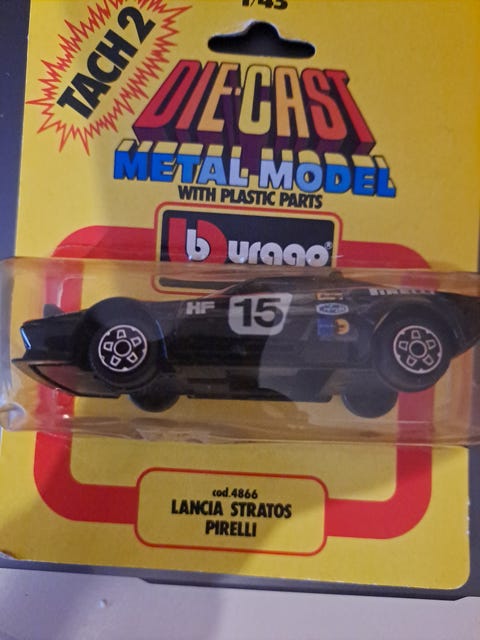 1/43
TACH 2
DIE-CAST
METAL MODEL
WITH PLASTIC PARTS
burago®
HF
15
PIRELLI
cod.4866
LANCIA STRATOS
PIRELLI